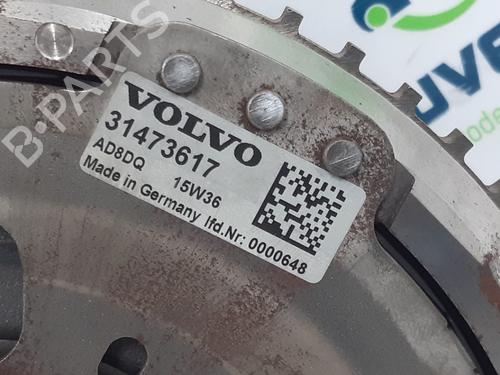 B-PARTS
VOLVO
31473617
AD8DQ 15W36
Made in Germany lfd.Nr: 0000648